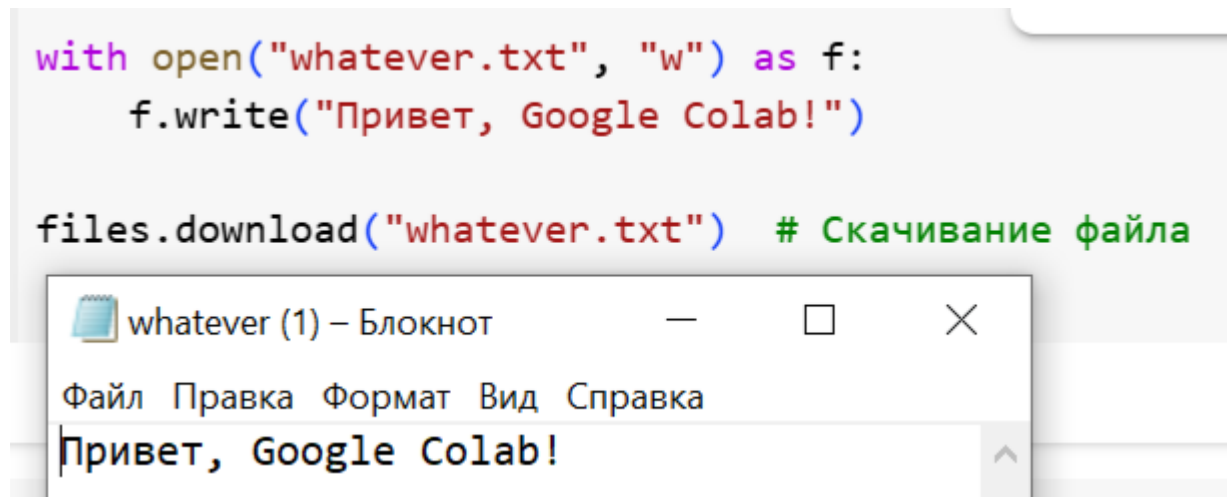 with open("whatever.txt", "w") as f:
    f.write("Привет, Google Colab!")
files.download("whatever.txt")  # Скачивание файла
whatever (1) – Блокнот
Файл Правка Формат Вид Справка
Привет, Google Colab!